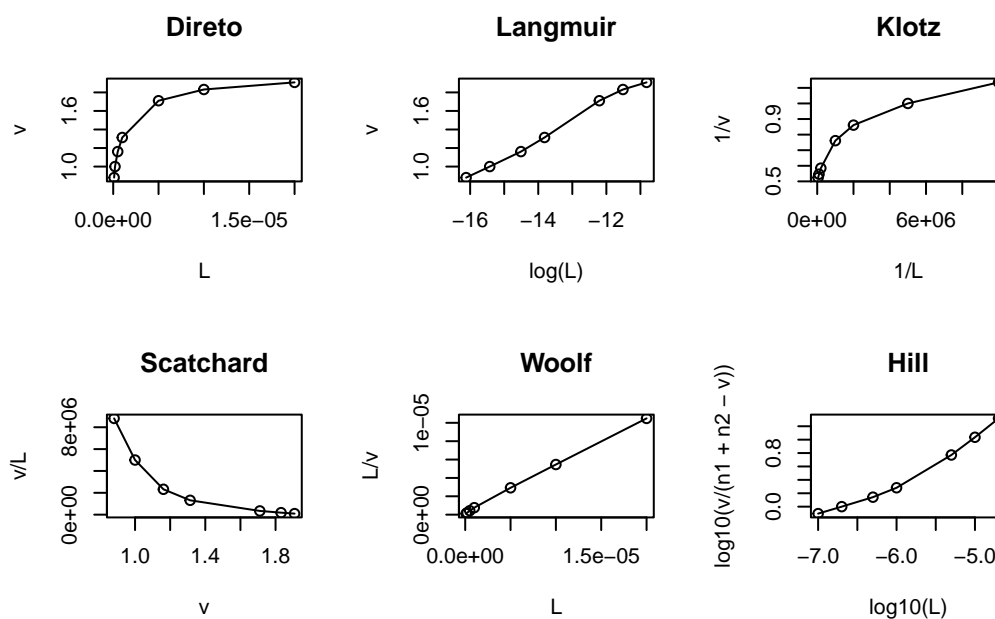 Direto
v
1.0 1.6
0.0e+00 1.5e−05
L
Langmuir
v
1.0 1.6
−16 −14 −12
log(L)
Klotz
1/v
0.5 0.9
0e+00 6e+06
1/L
Scatchard
v/L
0e+00 8e+06
1.0 1.4 1.8
v
Woolf
L/v
0e+00 1e−05
0.0e+00 1.5e−05
L
Hill
log10(v/(n1 + n2 − v))
0.0 0.8
−7.0 −6.0 −5.0
log10(L)